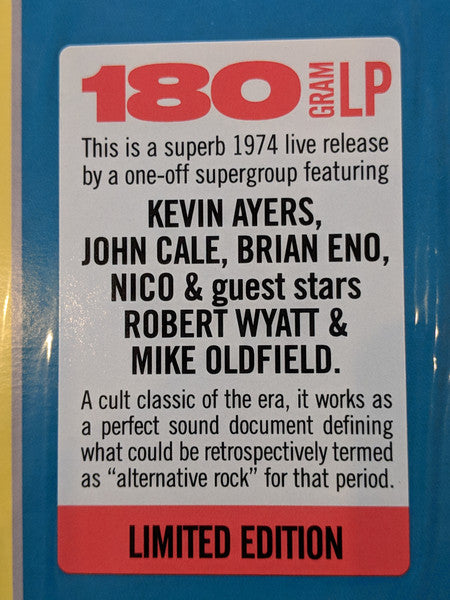 180 GRAM LP
This is a superb 1974 live release
by a one-off supergroup featuring
KEVIN AYERS,
JOHN CALE, BRIAN ENO,
NICO & guest stars
ROBERT WYATT &
MIKE OLDFIELD.
A cult classic of the era, it works as
a perfect sound document defining
what could be retrospectively termed
as “alternative rock” for that period.
LIMITED EDITION